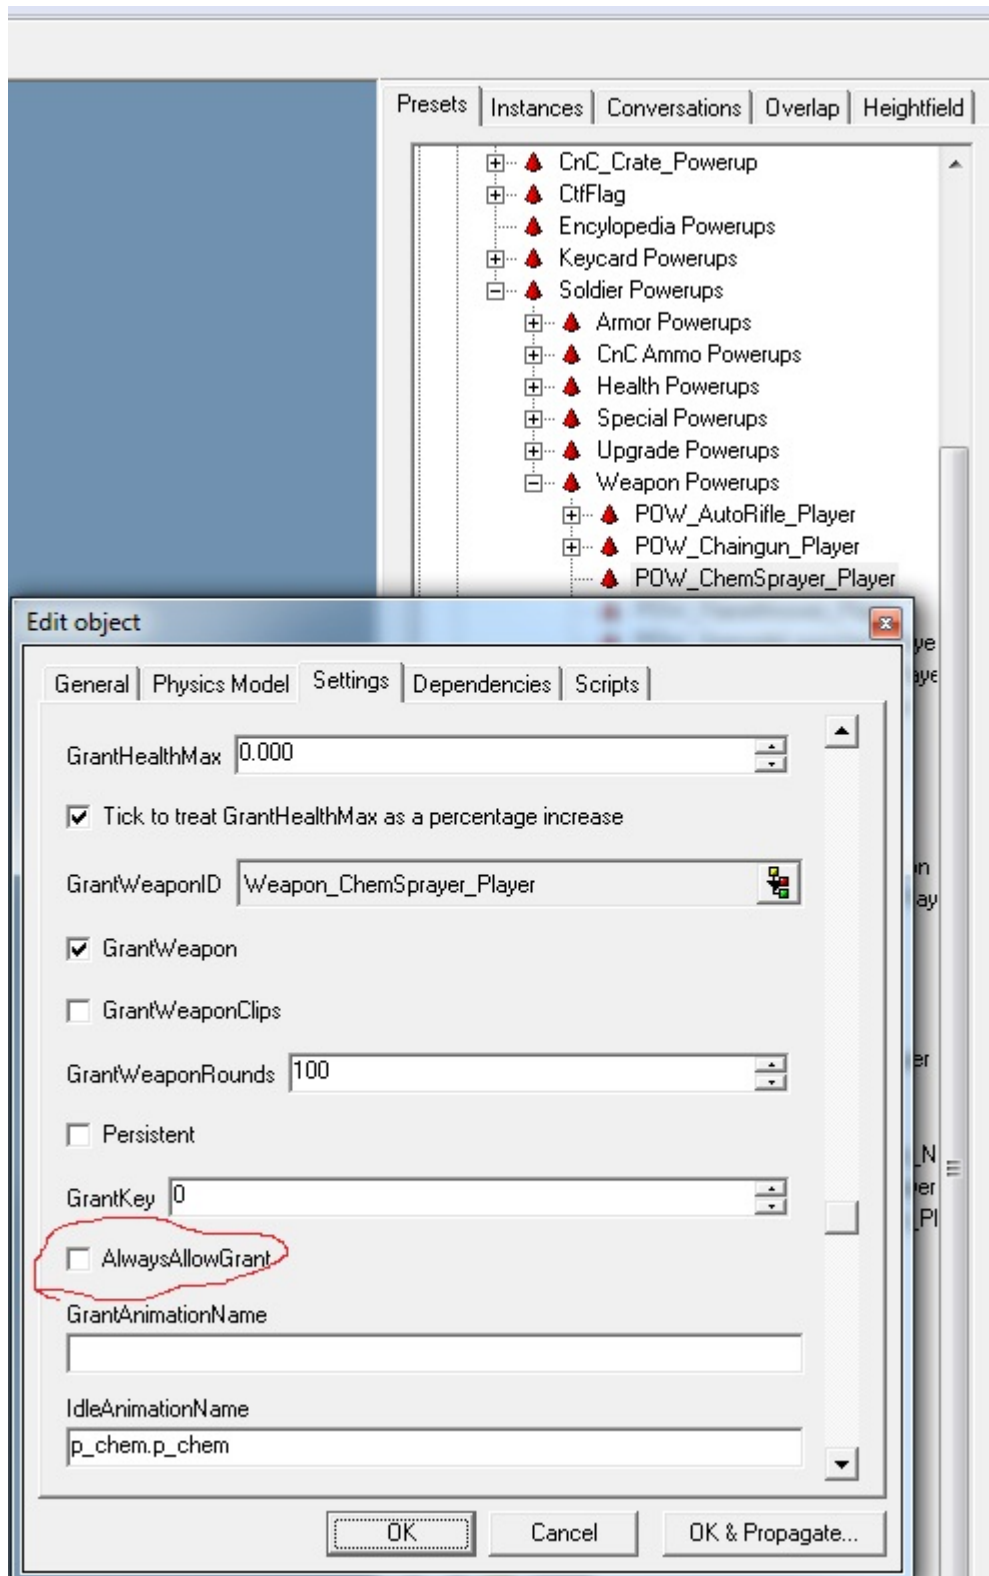 Presets Instances Conversations Overlap Heightfield
CnC_Crate_Powerup
CtfFlag
Encylopedia Powerups
Keycard Powerups
Soldier Powerups
Armor Powerups
CnC Ammo Powerups
Health Powerups
Special Powerups
Upgrade Powerups
Weapon Powerups
POW_AutoRifle_Player
POW_Chaingun_Player
POW_ChemSprayer_Player
Edit object
General Physics Model Settings Dependencies Scripts
GrantHealthMax 0.000
Tick to treat GrantHealthMax as a percentage increase
GrantWeaponID Weapon_ChemSprayer_Player
GrantWeapon
GrantWeaponClips
GrantWeaponRounds 100
Persistent
GrantKey 0
AlwaysAllowGrant
GrantAnimationName
IdleAnimationName
p_chem.p_chem
OK Cancel OK & Propagate...